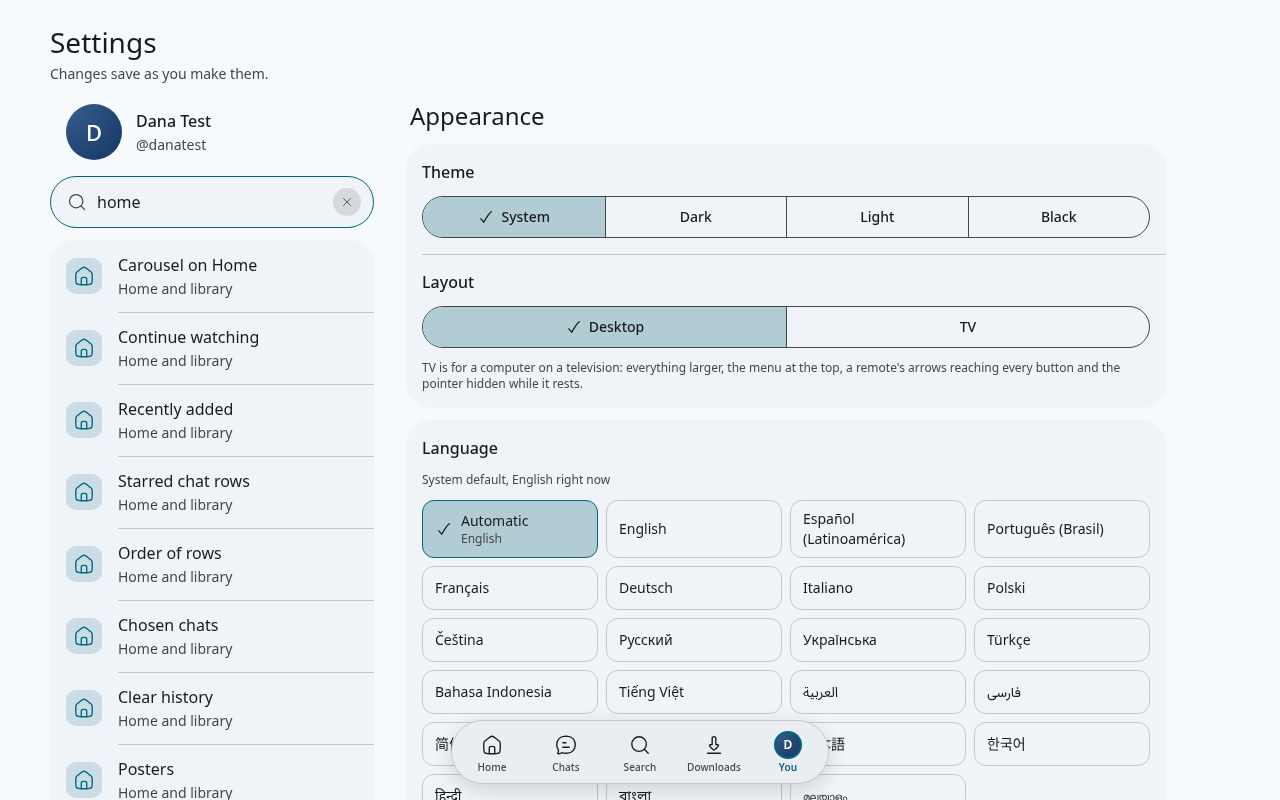 Settings
Changes save as you make them.
D
Dana Test
@danatest
home
Carousel on Home
Home and library
Continue watching
Home and library
Recently added
Home and library
Starred chat rows
Home and library
Order of rows
Home and library
Chosen chats
Home and library
Clear history
Home and library
Posters
Home and library
Appearance
Theme
System
Dark
Light
Black
Layout
Desktop
TV
TV is for a computer on a television: everything larger, the menu at the top, a remote's arrows reaching every button and the
pointer hidden while it rests.
Language
System default, English right now
Automatic
English
English
Español
(Latinoamérica)
Português (Brasil)
Français
Deutsch
Italiano
Polski
Čeština
Русский
Українська
Türkçe
Bahasa Indonesia
Tiếng Việt
العربية
فارسی
한국어
हिन्दी
বাংলা
Home
Chats
Search
Downloads
D
You